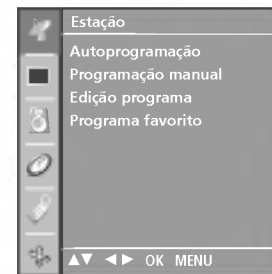 Estação
Autoprogramação
Programação manual
Edição programa
Programa favorito
▲▼ ◄► OK MENU